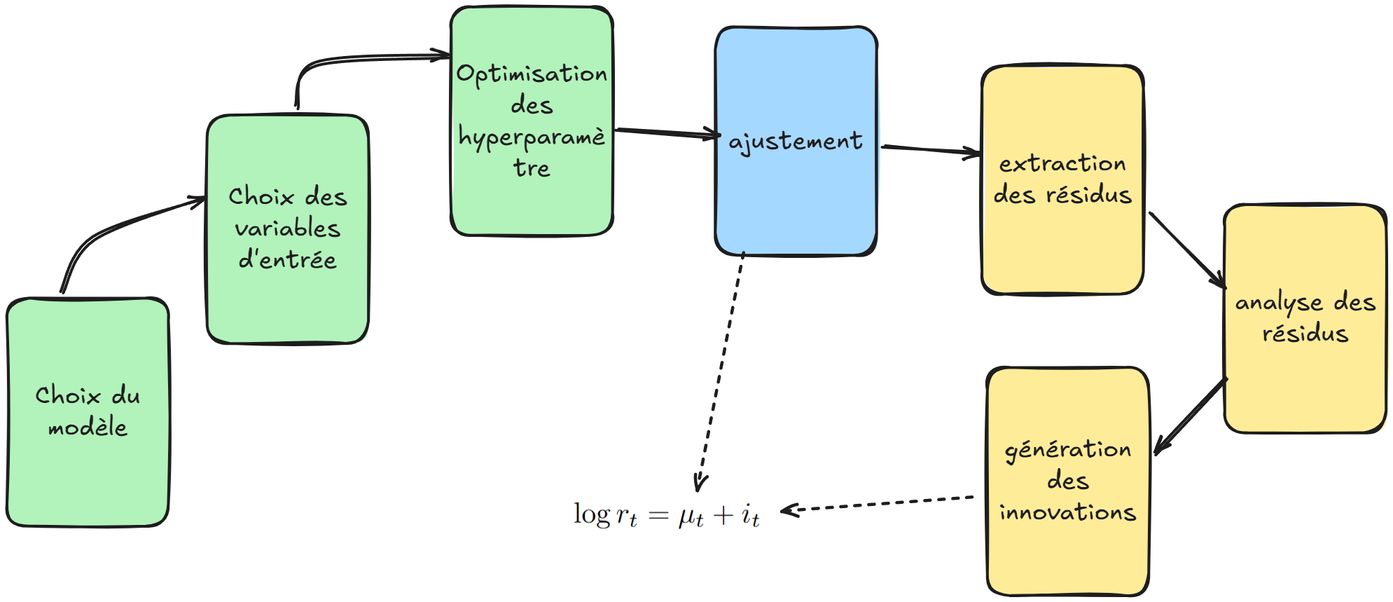 Choix du
modèle
Choix des
variables
d'entrée
Optimisation
des
hyperparamè
tre
ajustement
extraction
des résidus
analyse des
résidus
génération
des
innovations
log r_t = μ_t + i_t